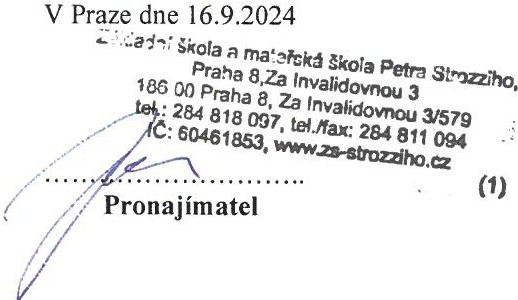 V Praze dne 16.9.2024
Základní škola a mateřská škola Petra Strozziho,
Praha 8,Za Invalidovnou 3
186 00 Praha 8, Za Invalidovnou 3/579
tel.: 284 818 097, tel./fax: 284 811 094
IČ: 60461853, www.zs-strozziho.cz
(1)
..............................
Pronajímatel